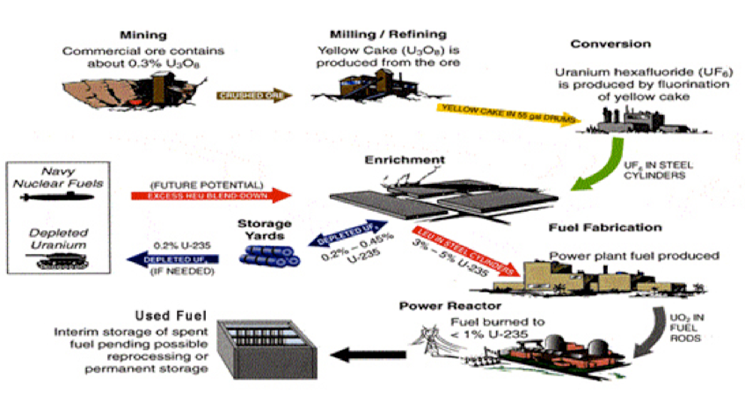 Mining
Commercial ore contains
about 0.3% U₃O₈
CRUSHED ORE
Milling / Refining
Yellow Cake (U₃O₈) is
produced from the ore
YELLOW CAKE IN 55 gal DRUMS
Conversion
Uranium hexafluoride (UF₆)
is produced by fluorination
of yellow cake
UF₆ IN STEEL
CYLINDERS
Enrichment
Navy
Nuclear Fuels
(FUTURE POTENTIAL)
EXCESS HEU BLEND-DOWN
Depleted
Uranium
0.2% U-235
DEPLETED UF₆
(IF NEEDED)
Storage
Yards
DEPLETED UF₆
0.2% – 0.45%
U-235
LEU IN STEEL CYLINDERS
3% – 5% U-235
Fuel Fabrication
Power plant fuel produced
UO₂ IN
FUEL
RODS
Power Reactor
Fuel burned to
< 1% U-235
Used Fuel
Interim storage of spent
fuel pending possible
reprocessing or
permanent storage